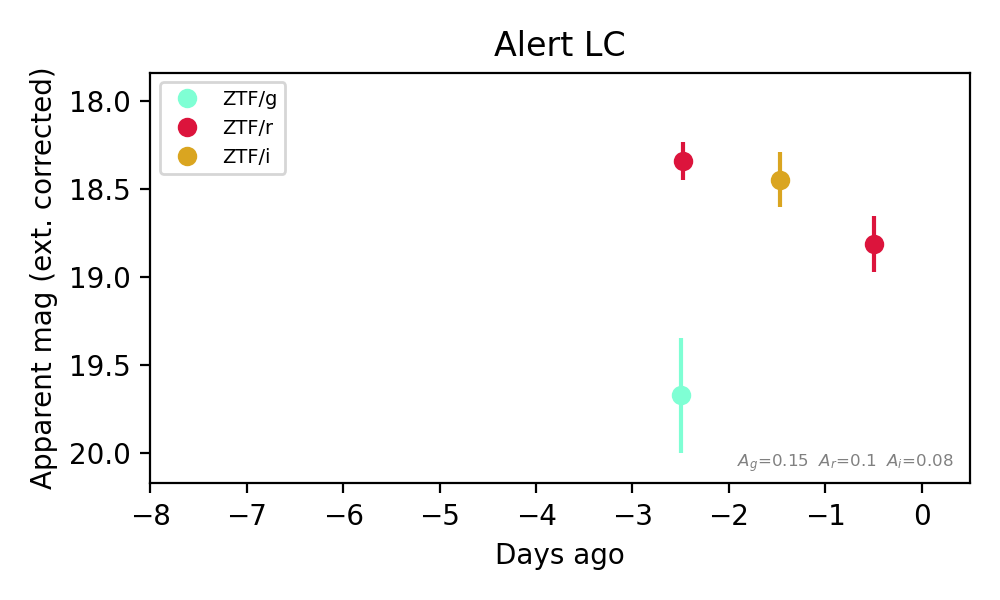 Alert LC
Apparent mag (ext. corrected)
18.0
18.5
19.0
19.5
20.0
ZTF/g
ZTF/r
ZTF/i
A_g=0.15 A_r=0.1 A_i=0.08
−8 −7 −6 −5 −4 −3 −2 −1 0
Days ago